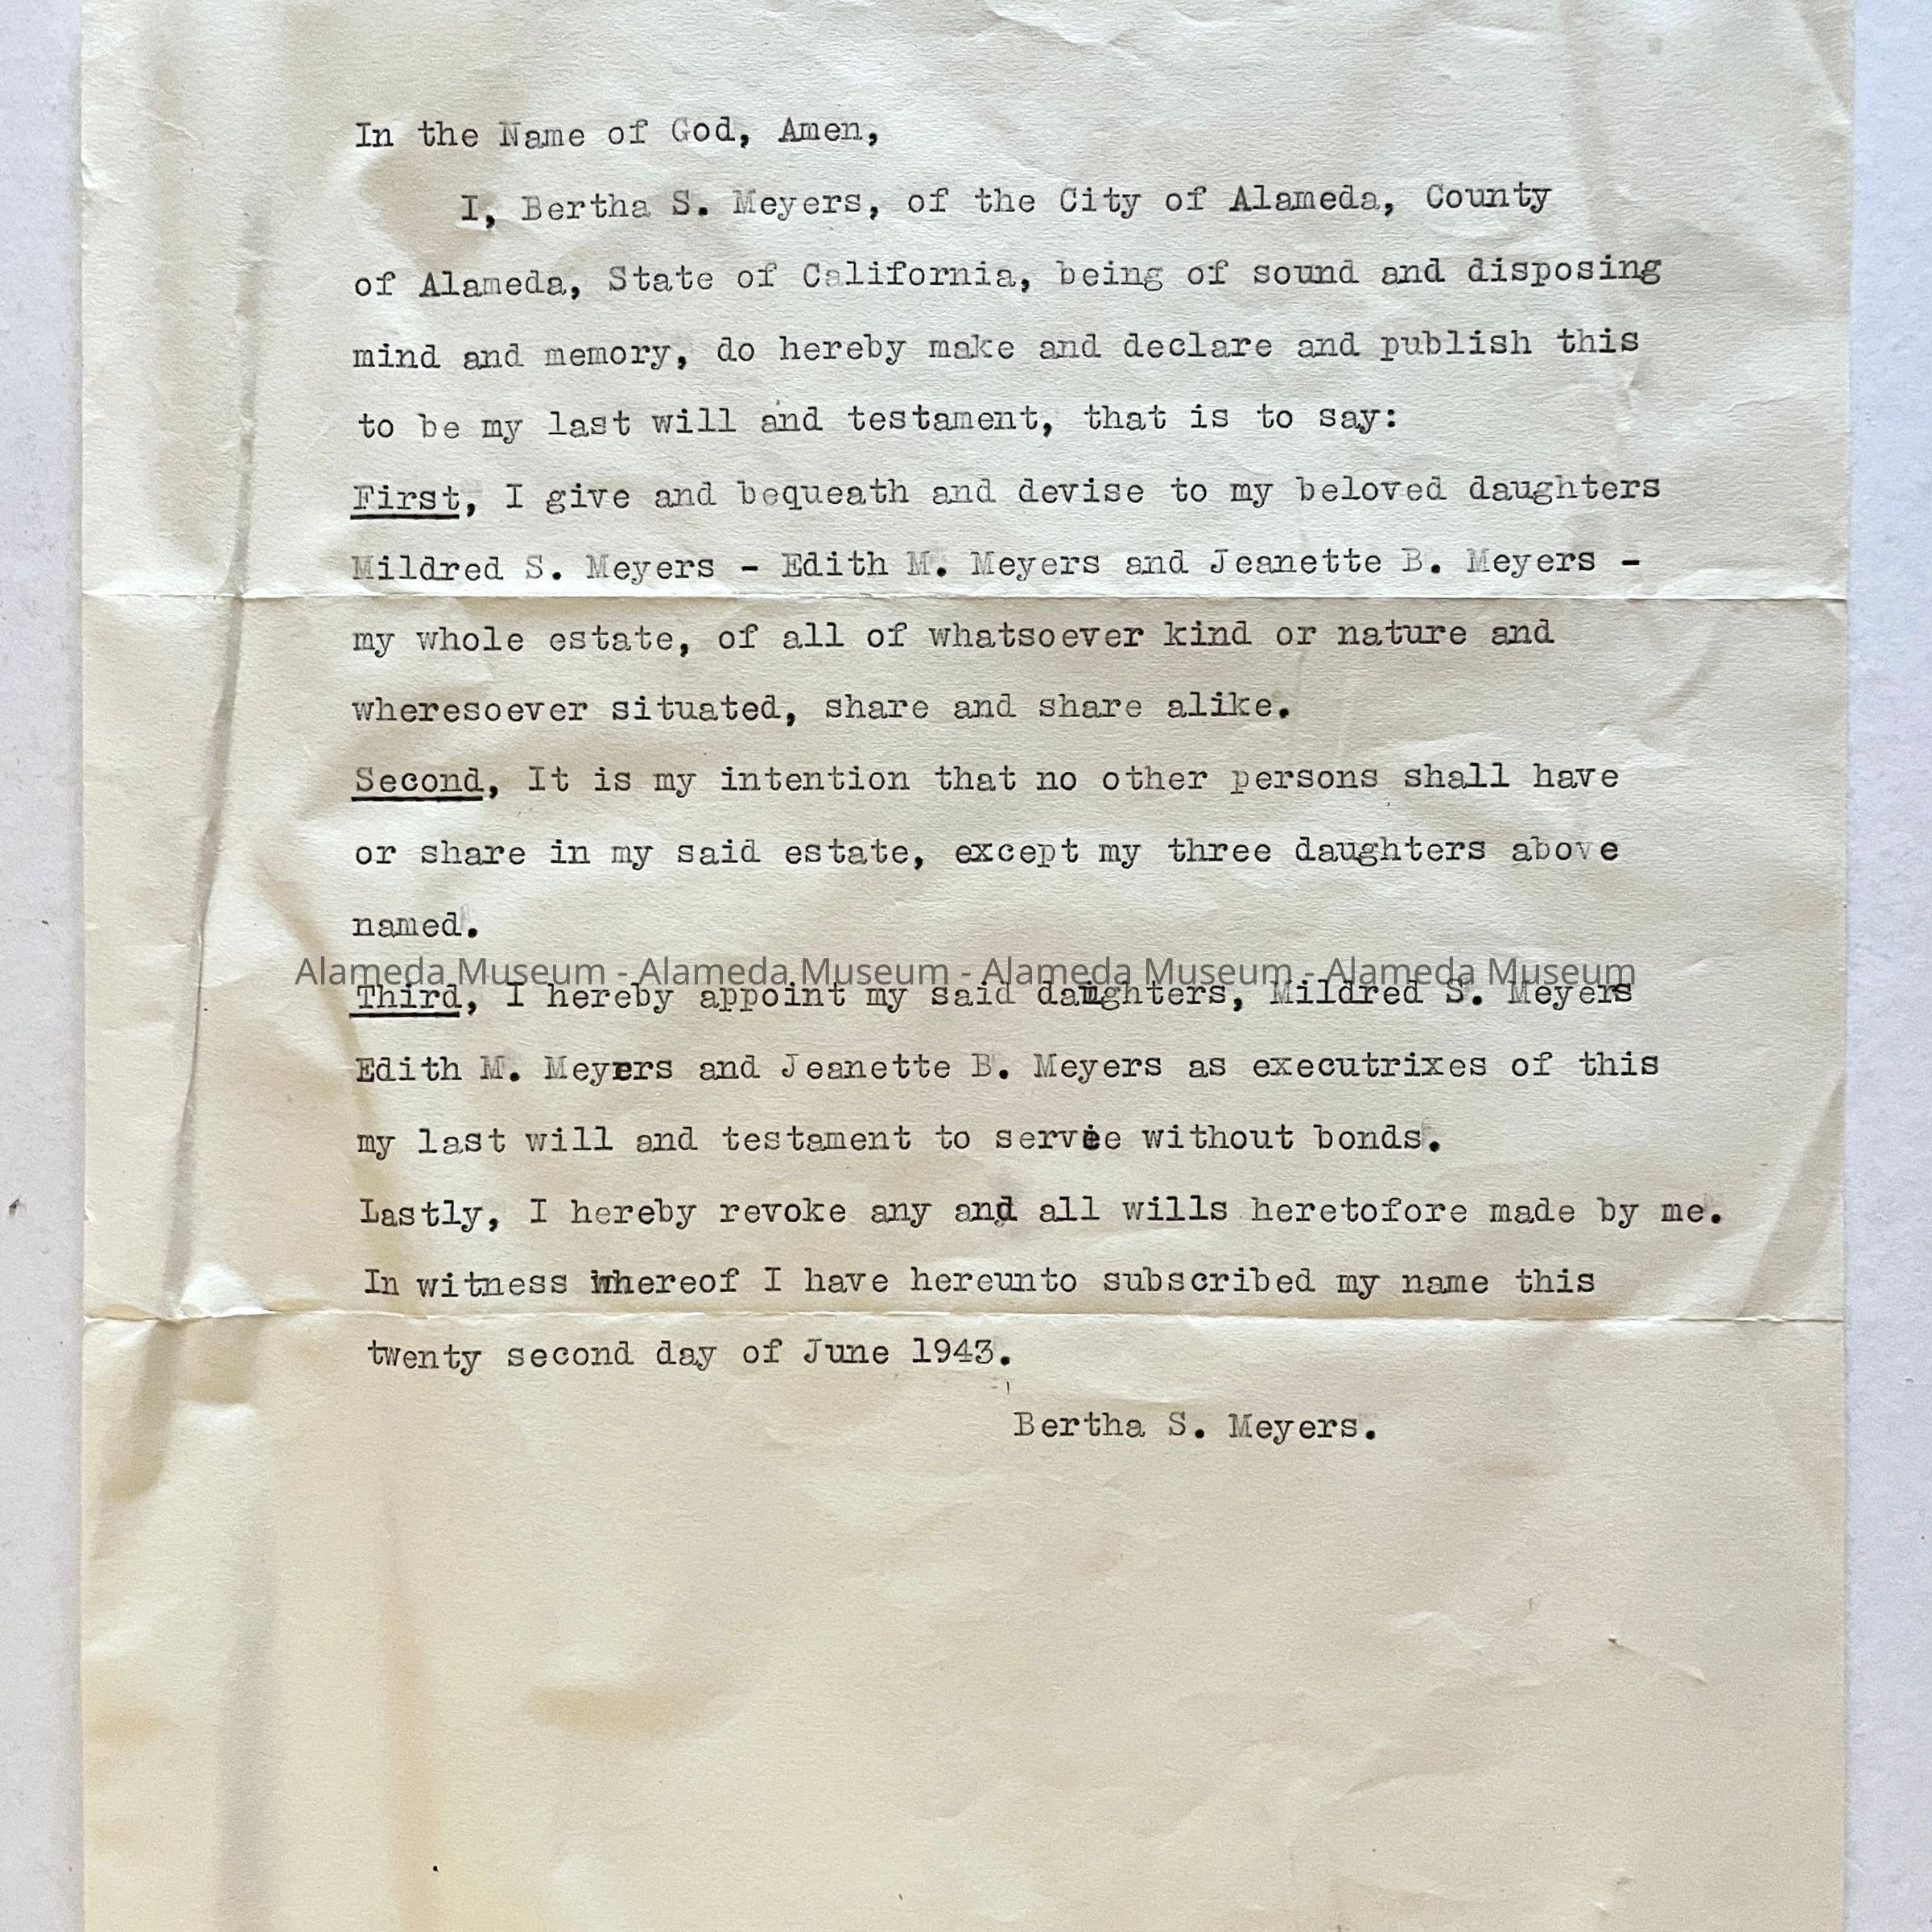 In the Name of God, Amen,
I, Bertha S. Meyers, of the City of Alameda, County
of Alameda, State of California, being of sound and disposing
mind and memory, do hereby make and declare and publish this
to be my last will and testament, that is to say:
First, I give and bequeath and devise to my beloved daughters
Mildred S. Meyers - Edith M. Meyers and Jeanette B. Meyers -
my whole estate, of all of whatsoever kind or nature and
wheresoever situated, share and share alike.
Second, It is my intention that no other persons shall have
or share in my said estate, except my three daughters above
named.
Alameda Museum - Alameda Museum - Alameda Museum - Alameda Museum
Third, I hereby appoint my said daughters, Mildred S. Meyers
Edith M. Meyers and Jeanette B. Meyers as executrixes of this
my last will and testament to serve without bonds.
Lastly, I hereby revoke any and all wills heretofore made by me.
In witness whereof I have hereunto subscribed my name this
twenty second day of June 1943.
Bertha S. Meyers.